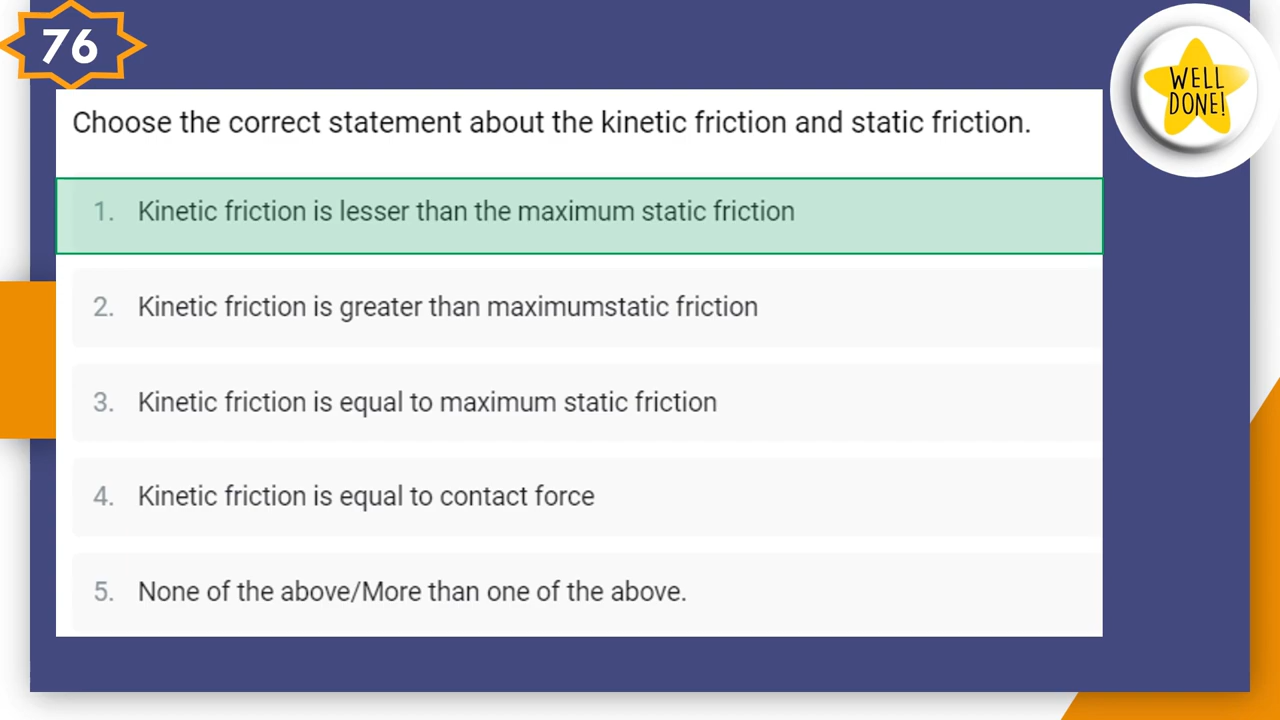 76
WELL
DONE!
Choose the correct statement about the kinetic friction and static friction.
1. Kinetic friction is lesser than the maximum static friction
2. Kinetic friction is greater than maximumstatic friction
3. Kinetic friction is equal to maximum static friction
4. Kinetic friction is equal to contact force
5. None of the above/More than one of the above.